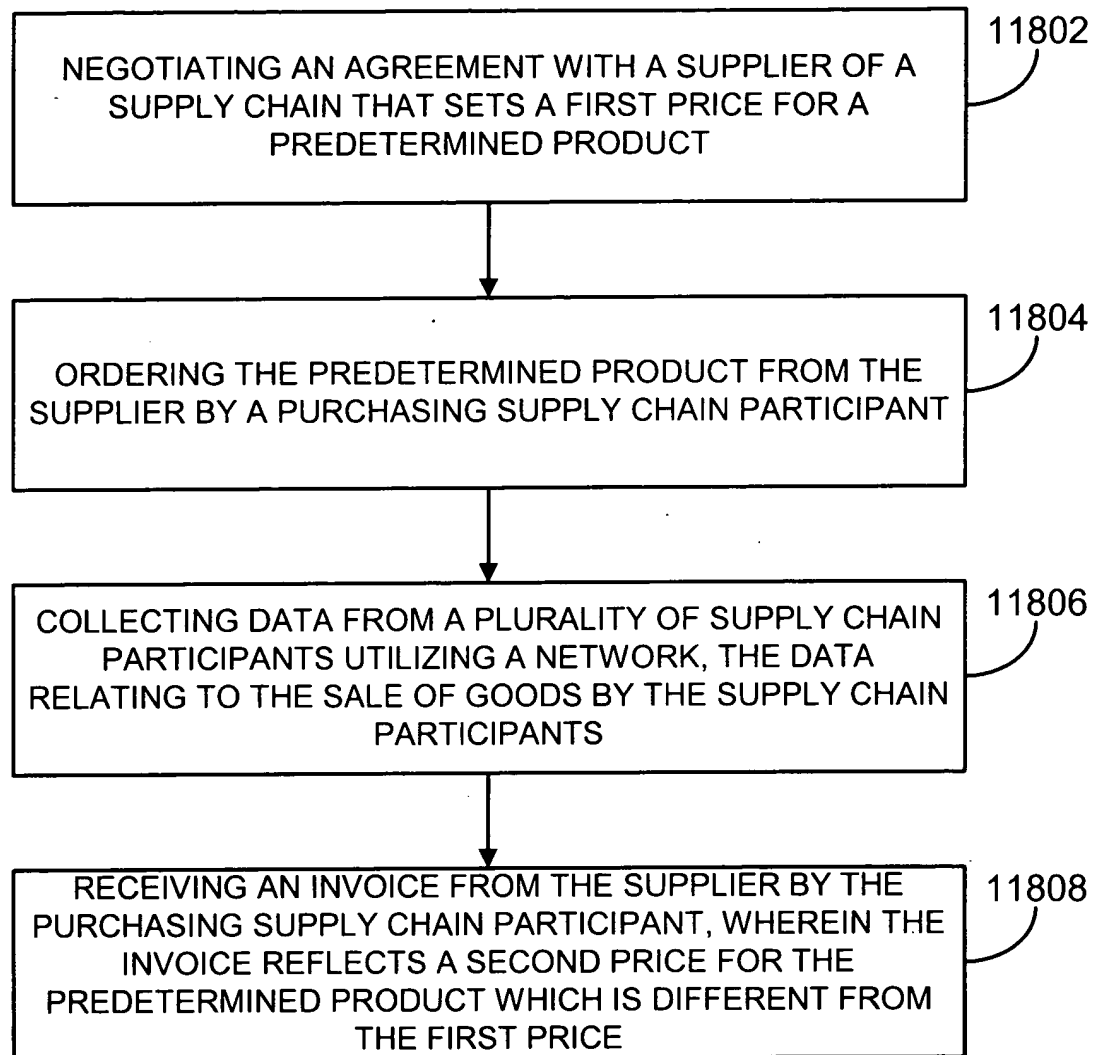 11802
NEGOTIATING AN AGREEMENT WITH A SUPPLIER OF A
SUPPLY CHAIN THAT SETS A FIRST PRICE FOR A
PREDETERMINED PRODUCT
11804
ORDERING THE PREDETERMINED PRODUCT FROM THE
SUPPLIER BY A PURCHASING SUPPLY CHAIN PARTICIPANT
11806
COLLECTING DATA FROM A PLURALITY OF SUPPLY CHAIN
PARTICIPANTS UTILIZING A NETWORK, THE DATA
RELATING TO THE SALE OF GOODS BY THE SUPPLY CHAIN
PARTICIPANTS
11808
RECEIVING AN INVOICE FROM THE SUPPLIER BY THE
PURCHASING SUPPLY CHAIN PARTICIPANT, WHEREIN THE
INVOICE REFLECTS A SECOND PRICE FOR THE
PREDETERMINED PRODUCT WHICH IS DIFFERENT FROM
THE FIRST PRICE